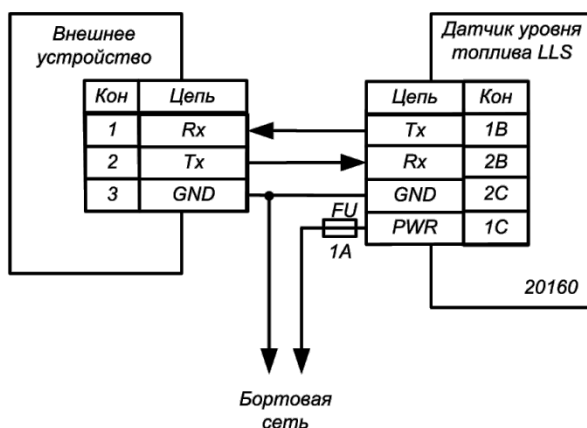 Внешнее
устройство
Кон Цепь
1 Rx
2 Tx
3 GND
Датчик уровня
топлива LLS
Цепь Кон
Tx 1B
Rx 2B
GND 2C
PWR 1C
FU
1A
20160
Бортовая
сеть